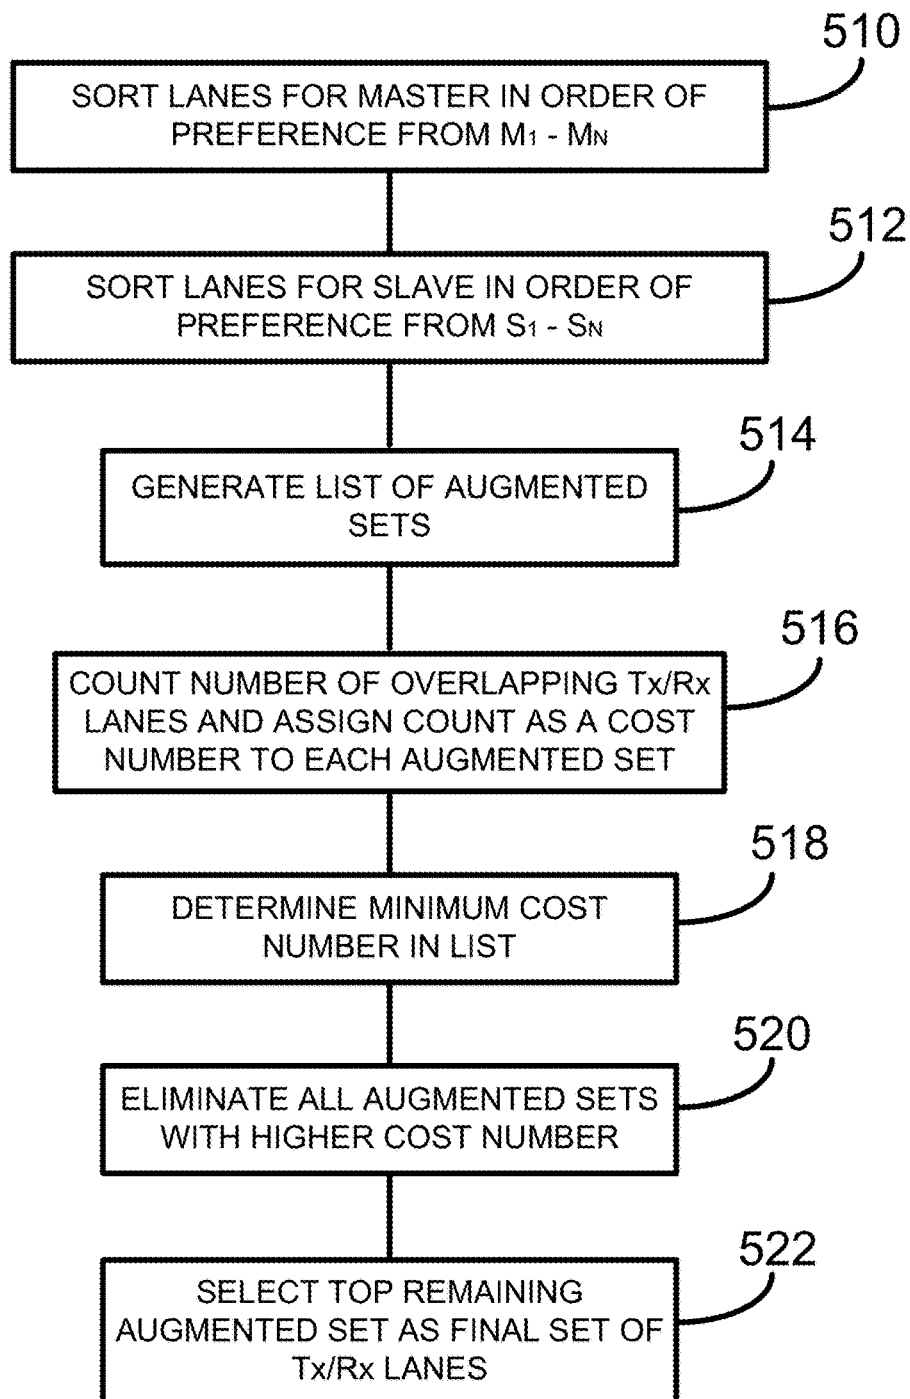 510
SORT LANES FOR MASTER IN ORDER OF
PREFERENCE FROM M1 - MN
512
SORT LANES FOR SLAVE IN ORDER OF
PREFERENCE FROM S1 - SN
514
GENERATE LIST OF AUGMENTED
SETS
516
COUNT NUMBER OF OVERLAPPING Tx/Rx
LANES AND ASSIGN COUNT AS A COST
NUMBER TO EACH AUGMENTED SET
518
DETERMINE MINIMUM COST
NUMBER IN LIST
520
ELIMINATE ALL AUGMENTED SETS
WITH HIGHER COST NUMBER
522
SELECT TOP REMAINING
AUGMENTED SET AS FINAL SET OF
Tx/Rx LANES